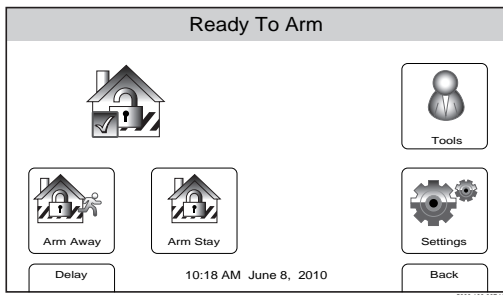 Ready To Arm
Tools
Arm Away
Arm Stay
Settings
Delay
10:18 AM June 8, 2010
Back